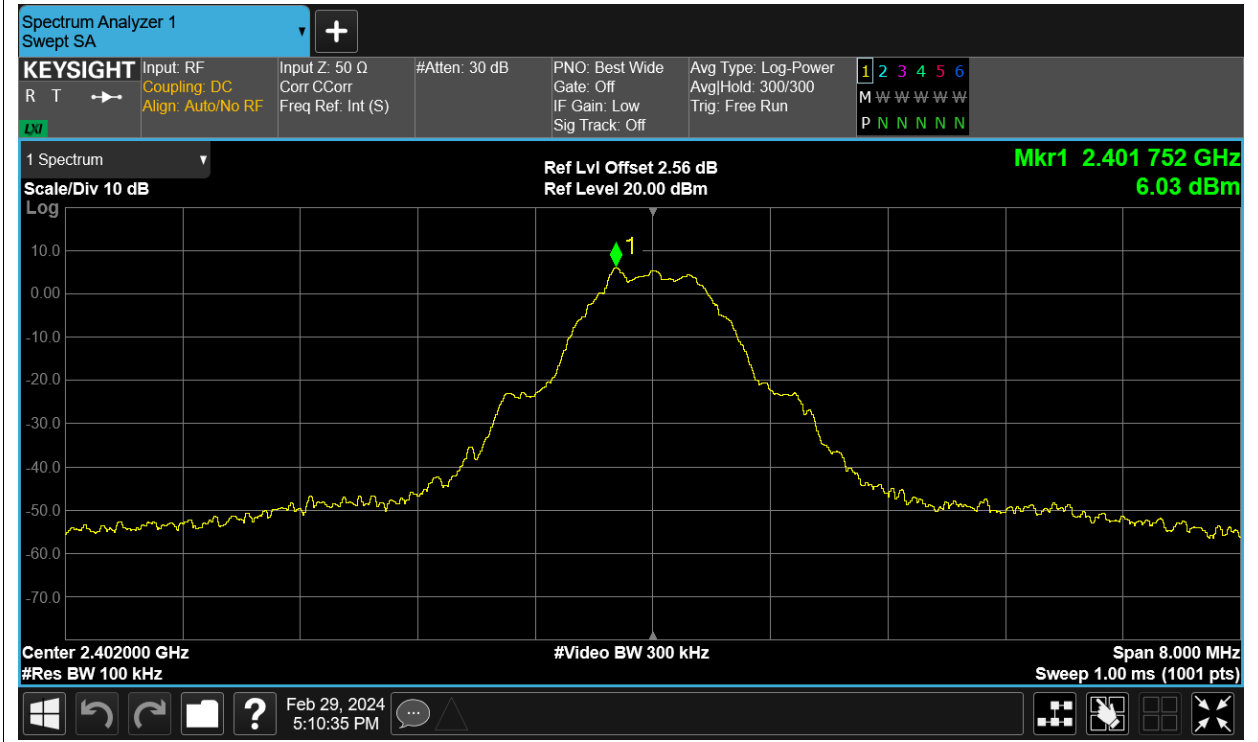 Spectrum Analyzer 1
Swept SA
KEYSIGHT
R T
LXI
Input: RF
Coupling: DC
Align: Auto/No RF
Input Z: 50 Ω
Corr CCorr
Freq Ref: Int (S)
#Atten: 30 dB
PNO: Best Wide
Gate: Off
IF Gain: Low
Sig Track: Off
Avg Type: Log-Power
Avg|Hold: 300/300
Trig: Free Run
1 2 3 4 5 6
M W W W W W
P N N N N N
1 Spectrum
Scale/Div 10 dB
Log
Ref Lvl Offset 2.56 dB
Ref Level 20.00 dBm
Mkr1 2.401 752 GHz
6.03 dBm
1
10.0
0.00
-10.0
-20.0
-30.0
-40.0
-50.0
-60.0
-70.0
Center 2.402000 GHz
#Res BW 100 kHz
#Video BW 300 kHz
Span 8.000 MHz
Sweep 1.00 ms (1001 pts)
?
Feb 29, 2024
5:10:35 PM